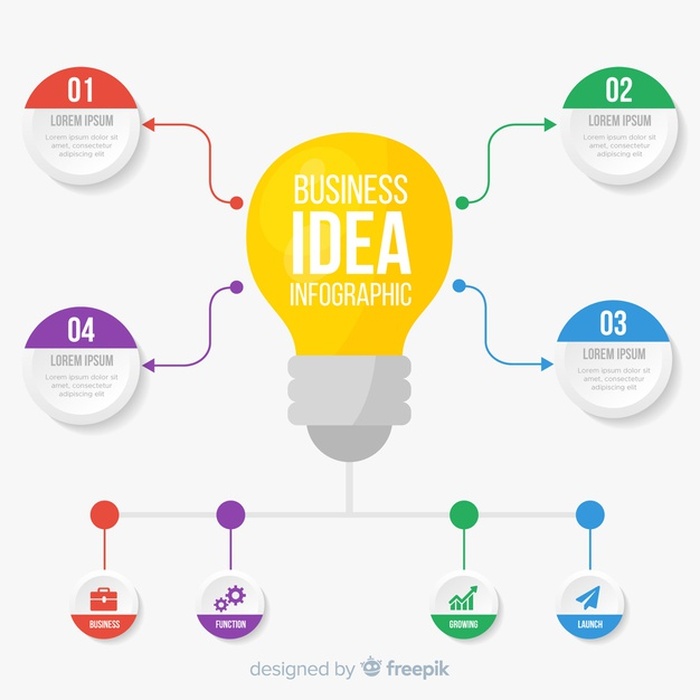 01
LOREM IPSUM
Lorem ipsum dolor sit
amet, consectetur
adipiscing elit
02
LOREM IPSUM
Lorem ipsum dolor sit
amet, consectetur
adipiscing elit
BUSINESS
IDEA
INFOGRAPHIC
04
LOREM IPSUM
Lorem ipsum dolor sit
amet, consectetur
adipiscing elit
03
LOREM IPSUM
Lorem ipsum dolor sit
amet, consectetur
adipiscing elit
BUSINESS
FUNCTION
GROWING
LAUNCH
designed by freepik